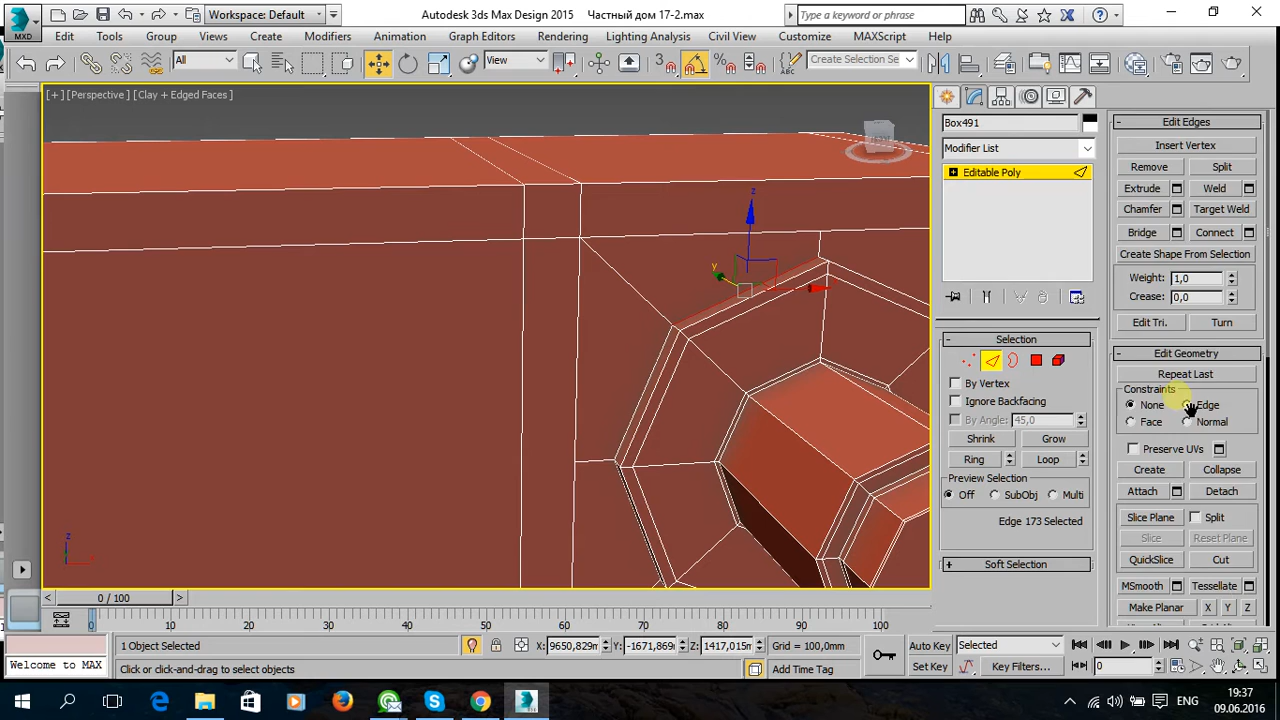 Workspace: Default
Autodesk 3ds Max Design 2015 Частный дом 17-2.max
Type a keyword or phrase
MXD
Edit Tools Group Views Create Modifiers Animation Graph Editors Rendering Lighting Analysis Civil View Customize MAXScript Help
All View 3 Create Selection Se
[+] [Perspective] [Clay + Edged Faces]
z
y
z
Box491
Modifier List
Editable Poly
Selection
By Vertex
Ignore Backfacing
By Angle: 45,0
Shrink Grow
Ring Loop
Preview Selection
Off SubObj Multi
Edge 173 Selected
Soft Selection
Edit Edges
Insert Vertex
Remove Split
Extrude Weld
Chamfer Target Weld
Bridge Connect
Create Shape From Selection
Weight: 1,0
Crease: 0,0
Edit Tri. Turn
Edit Geometry
Repeat Last
Constraints
None Edge
Face Normal
Preserve UVs
Create Collapse
Attach Detach
Slice Plane Split
Slice Reset Plane
QuickSlice Cut
MSmooth Tessellate
Make Planar X Y Z
0 / 100
0 10 20 30 40 50 60 70 80 90 100
1 Object Selected
X: 9650,829m Y: -1671,869m Z: 1417,015m Grid = 100,0mm
Auto Key Selected
Welcome to MAX
Click or click-and-drag to select objects
Add Time Tag
Set Key Key Filters... 0
ENG
19:37
09.06.2016